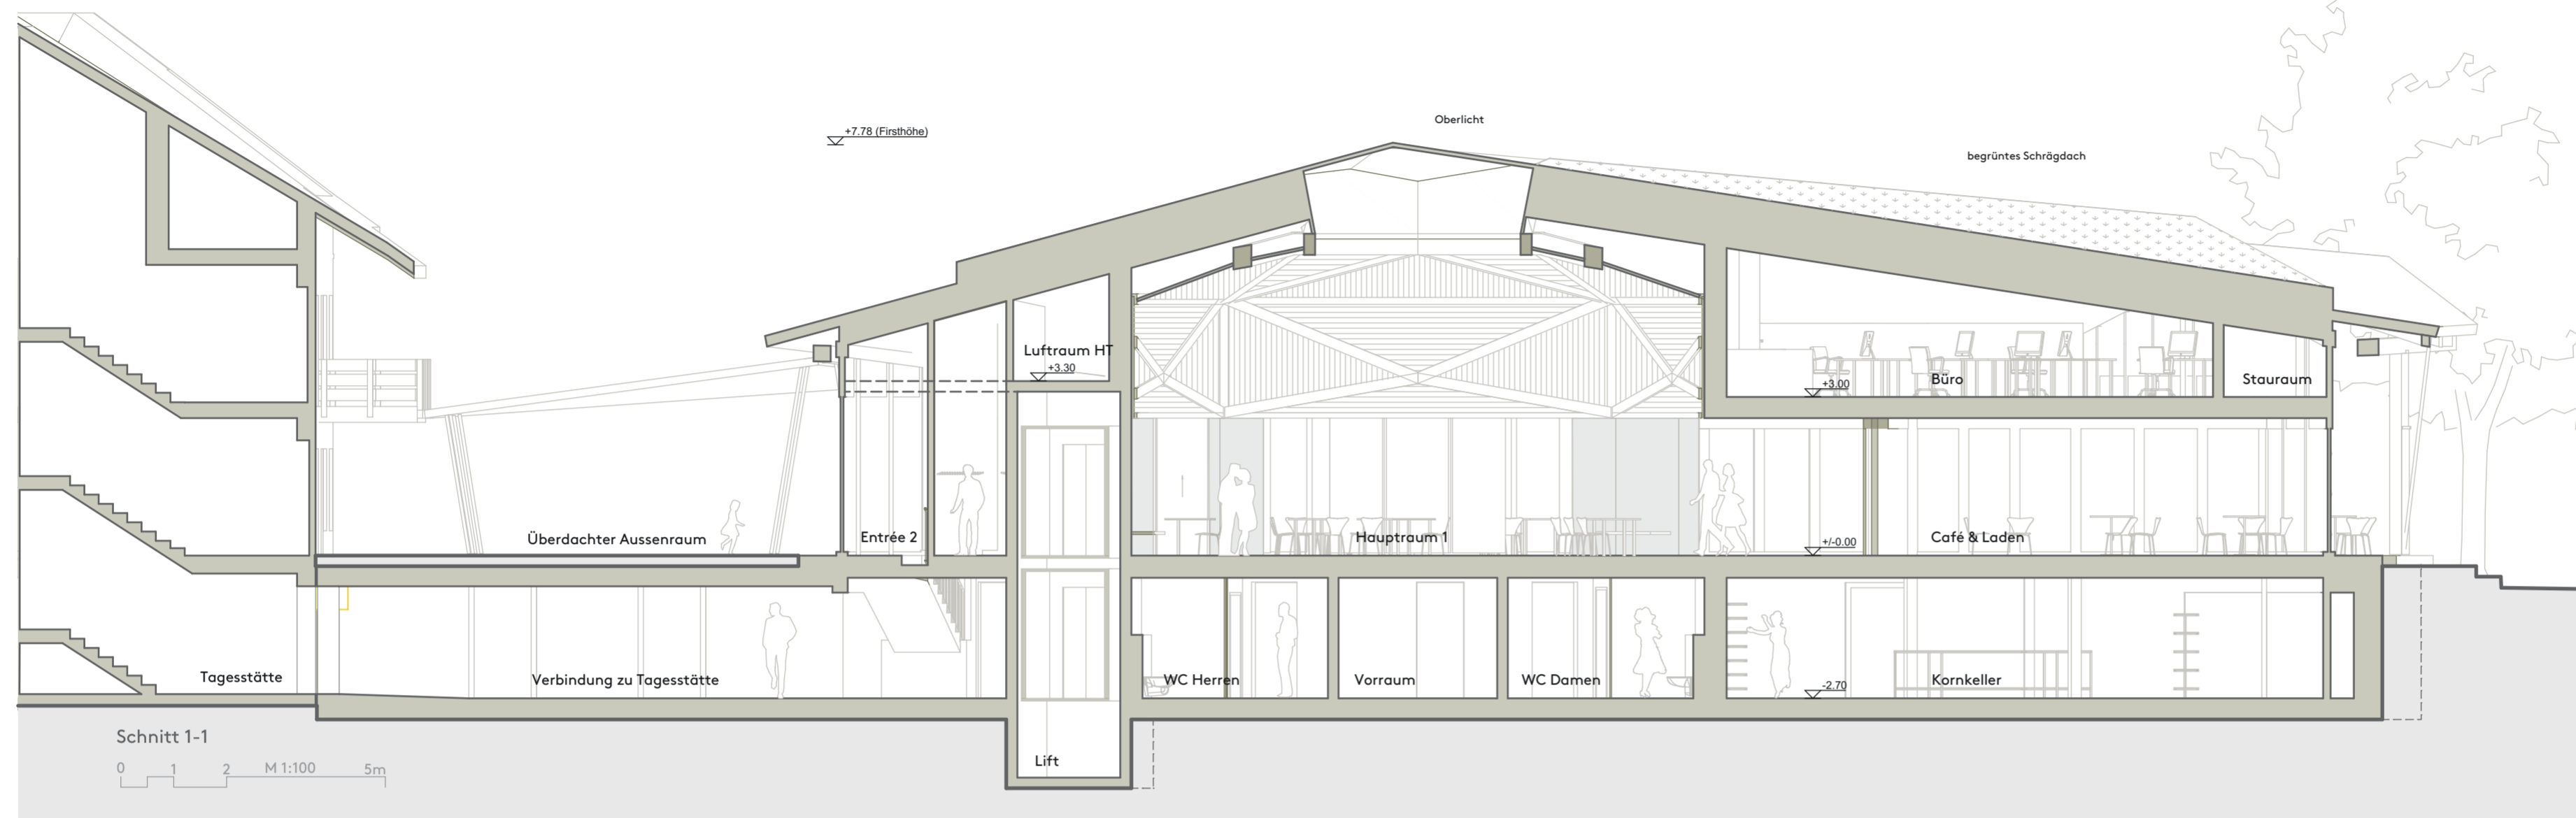 Oberlicht
+7.78 (Firsthöhe)
begrüntes Schrägdach
Luftraum HT
+3.30
+3.00
Büro
Stauraum
Überdachter Aussenraum
Entrée 2
Hauptraum 1
+/-0.00
Café & Laden
Tagesstätte
Verbindung zu Tagesstätte
WC Herren
Vorraum
WC Damen
-2.70
Kornkeller
Schnitt 1-1
Lift
0 1 2 M 1:100 5m